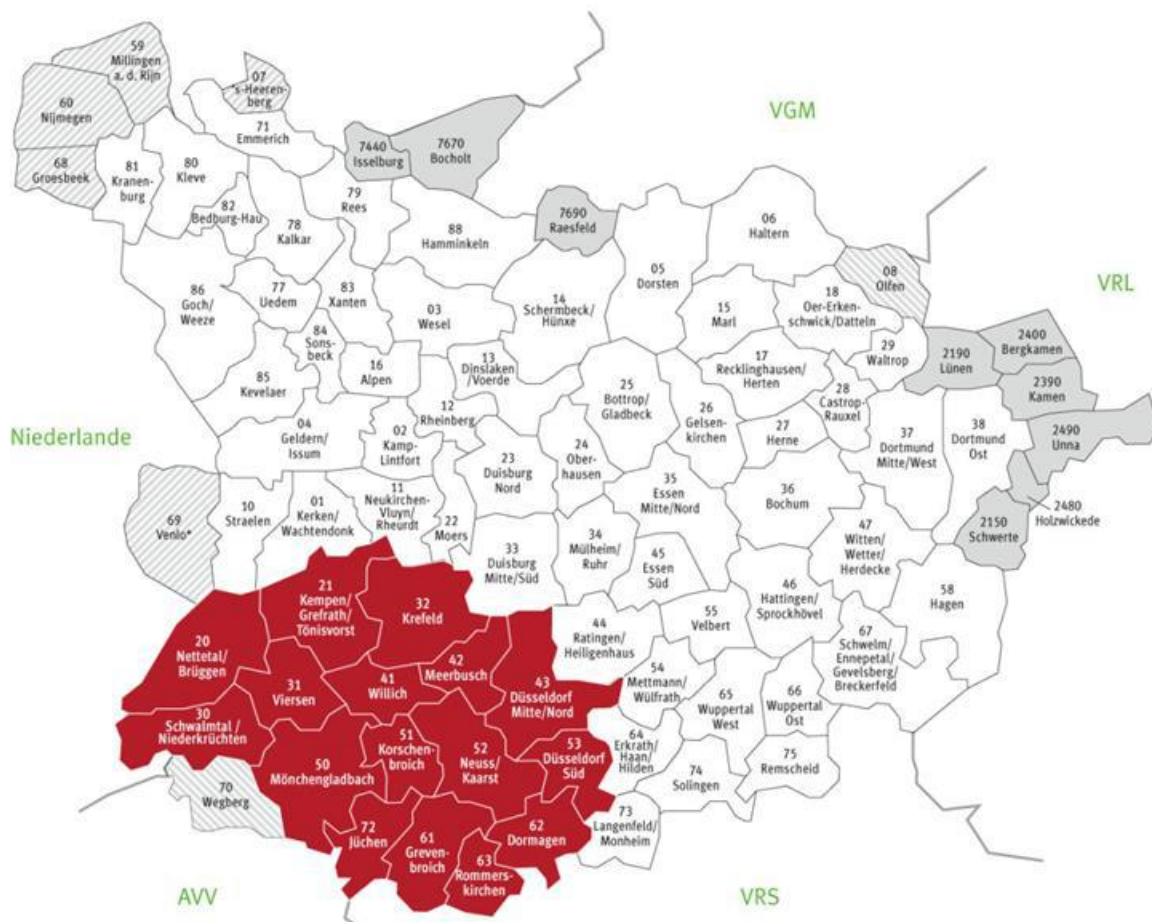 59
Millingen
a. d. Rijn
07
's-Heeren-
berg
60
Nijmegen
VGM
71
Emmerich
7440
Isselburg
7670
Bocholt
68
Groesbeek
81
Kranen-
burg
80
Kleve
79
Rees
82
Bedburg-Hau
78
Kalkar
88
Hamminkeln
7690
Raesfeld
06
Haltern
05
Dorsten
08
Olfen
VRL
86
Goch/
Weeze
77
Uedem
83
Xanten
03
Wesel
14
Schermbeck/
Hünxe
15
Marl
18
Oer-Erken-
schwick/Datteln
84
Sons-
beck
29
Waltrop
2190
Lünen
2400
Bergkamen
16
Alpen
13
Dinslaken
/Voerde
17
Recklinghausen/
Herten
85
Kevelaer
25
Bottrop/
Gladbeck
28
Castrop-
Rauxel
2390
Kamen
12
Rheinberg
26
Gelsen-
kirchen
Niederlande
04
Geldern/
Issum
02
Kamp-
Lintfort
27
Herne
37
Dortmund
Mitte/West
38
Dortmund
Ost
2490
Unna
23
Duisburg
Nord
24
Ober-
hausen
35
Essen
Mitte/Nord
36
Bochum
69
Venlo*
10
Straelen
01
Kerken/
Wachtendonk
11
Neukirchen-
Vluyn/
Rheurdt
22
Moers
2480
Holzwickede
2150
Schwerte
33
Duisburg
Mitte/Süd
34
Mülheim/
Ruhr
45
Essen
Süd
47
Witten/
Wetter/
Herdecke
21
Kempen/
Grefrath/
Tönisvorst
32
Krefeld
46
Hattingen/
Sprockhövel
58
Hagen
44
Ratingen/
Heiligenhaus
55
Velbert
20
Nettetal/
Brüggen
42
Meerbusch
67
Schwelm/
Ennepetal/
Gevelsberg/
Breckerfeld
31
Viersen
41
Willich
43
Düsseldorf
Mitte/Nord
54
Mettmann/
Wülfrath
65
Wuppertal
West
66
Wuppertal
Ost
30
Schwalmtal /
Niederkrüchten
51
Korschen-
broich
52
Neuss/
Kaarst
53
Düsseldorf
Süd
64
Erkrath/
Haan/
Hilden
50
Mönchengladbach
74
Solingen
75
Remscheid
70
Wegberg
72
Jüchen
61
Greven-
broich
62
Dormagen
73
Langenfeld/
Monheim
63
Rommers-
kirchen
AVV
VRS